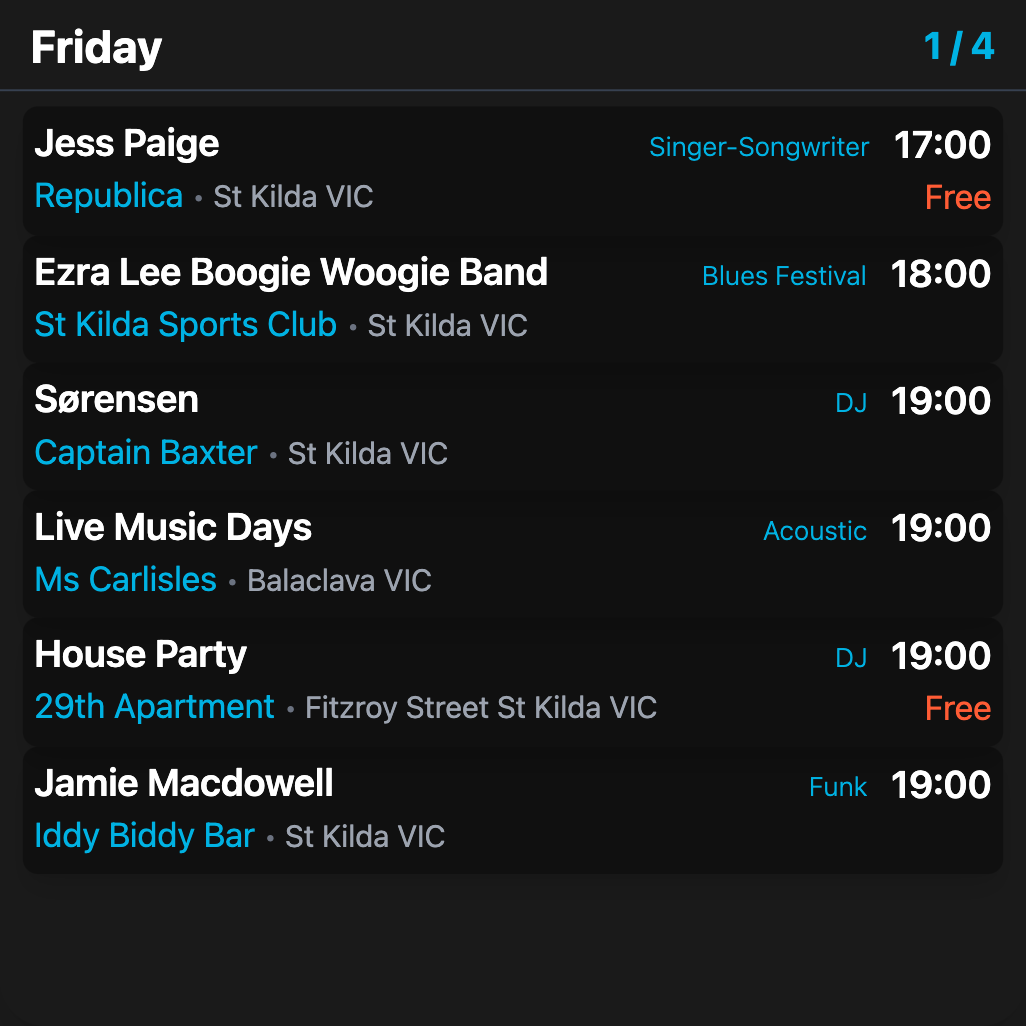 Friday 1 / 4
Jess Paige Singer-Songwriter 17:00
Republica • St Kilda VIC Free
Ezra Lee Boogie Woogie Band Blues Festival 18:00
St Kilda Sports Club • St Kilda VIC
Sørensen DJ 19:00
Captain Baxter • St Kilda VIC
Live Music Days Acoustic 19:00
Ms Carlisles • Balaclava VIC
House Party DJ 19:00
29th Apartment • Fitzroy Street St Kilda VIC Free
Jamie Macdowell Funk 19:00
Iddy Biddy Bar • St Kilda VIC